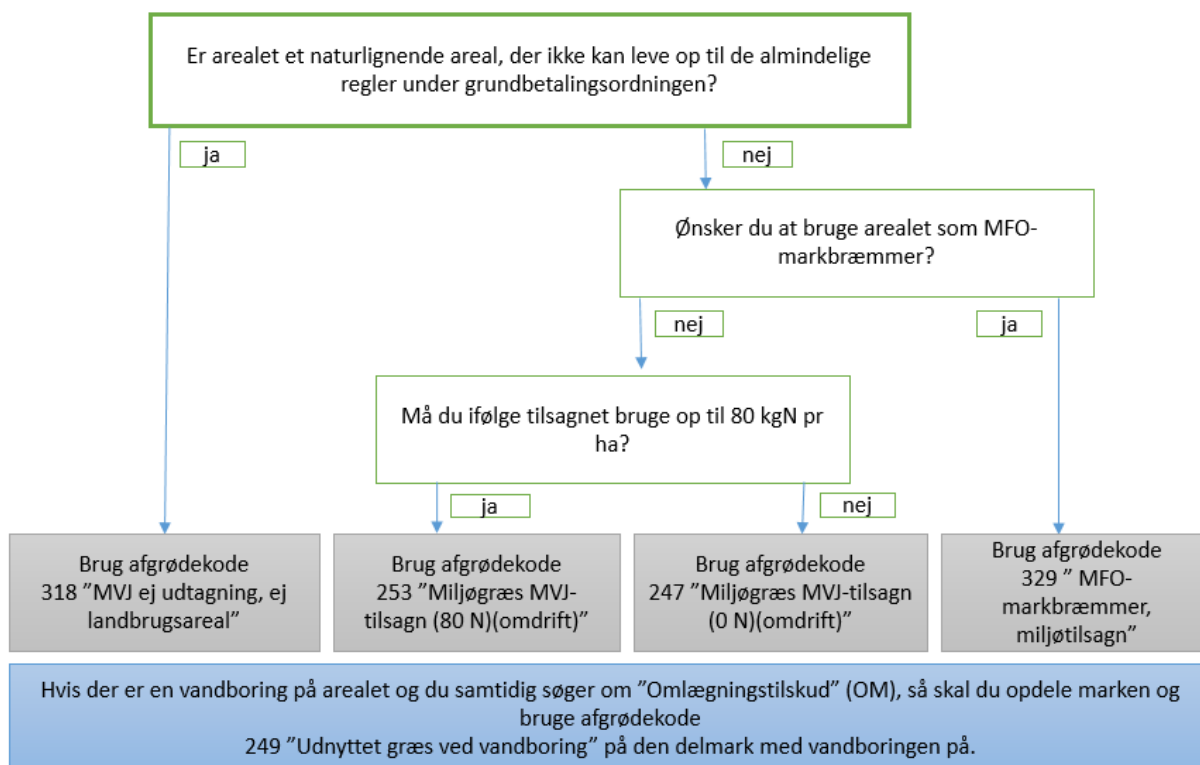 Er arealet et naturlignende areal, der ikke kan leve op til de almindelige
regler under grundbetalingsordningen?
ja
nej
Ønsker du at bruge arealet som MFO-
markbræmmer?
nej
ja
Må du ifølge tilsagnet bruge op til 80 kgN pr
ha?
ja
nej
Brug afgrødekode
318 ”MVJ ej udtagning, ej
landbrugsareal”
Brug afgrødekode
253 ”Miljøgræs MVJ-
tilsagn (80 N)(omdrift)”
Brug afgrødekode
247 ”Miljøgræs MVJ-tilsagn
(0 N)(omdrift)”
Brug afgrødekode
329 ” MFO-
markbræmmer,
miljøtilsagn”
Hvis der er en vandboring på arealet og du samtidig søger om ”Omlægningstilskud” (OM), så skal du opdele marken og
bruge afgrødekode
249 ”Udnyttet græs ved vandboring” på den delmark med vandboringen på.